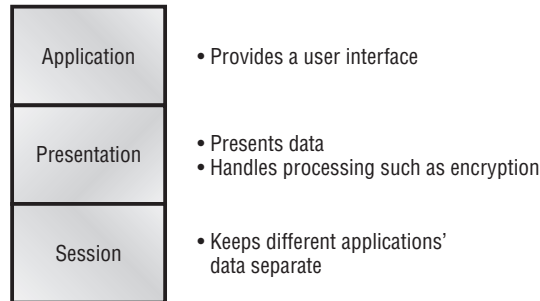 Application
• Provides a user interface
Presentation
• Presents data
• Handles processing such as encryption
Session
• Keeps different applications’
data separate